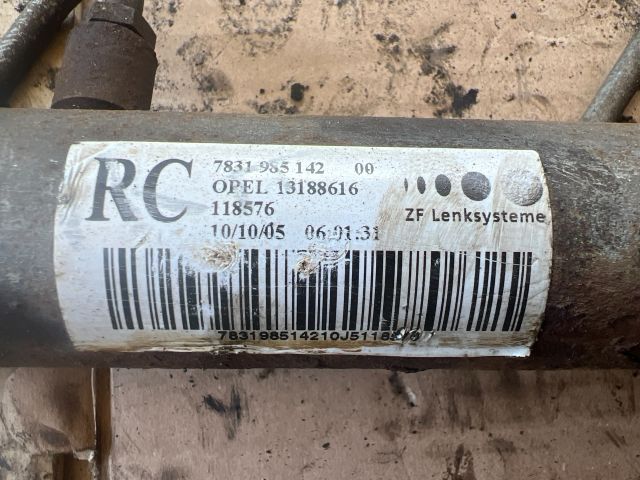 RC
7831 985 142 00
OPEL 13188616
118576
10/10/05 06:01:31
ZF Lenksysteme